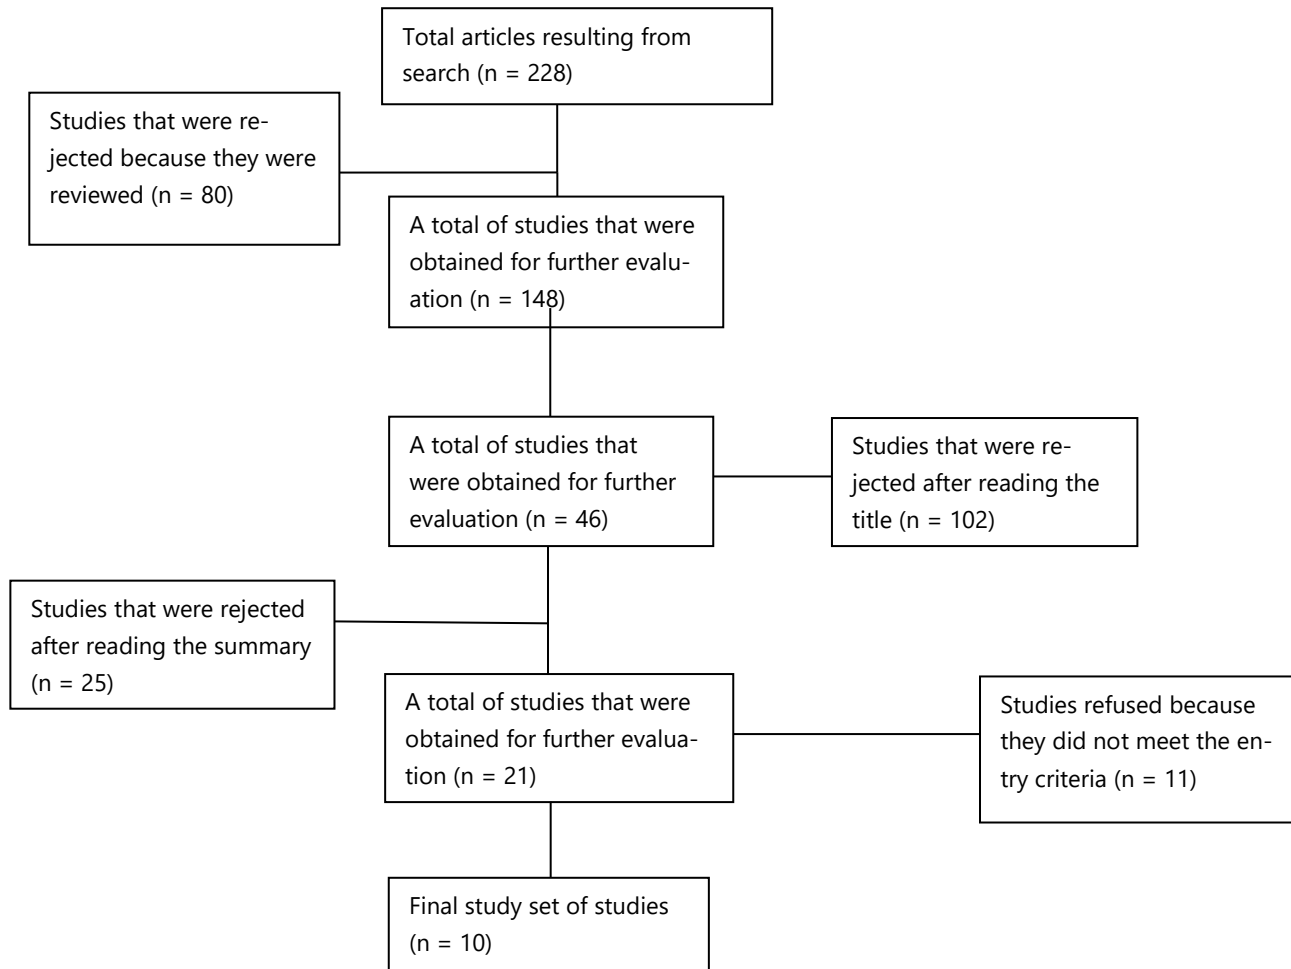 Total articles resulting from
search (n = 228)
Studies that were re-
jected because they were
reviewed (n = 80)
A total of studies that were
obtained for further evalu-
ation (n = 148)
A total of studies that
were obtained for further
evaluation (n = 46)
Studies that were re-
jected after reading the
title (n = 102)
Studies that were rejected
after reading the summary
(n = 25)
A total of studies that were
obtained for further evalua-
tion (n = 21)
Studies refused because
they did not meet the en-
try criteria (n = 11)
Final study set of studies
(n = 10)